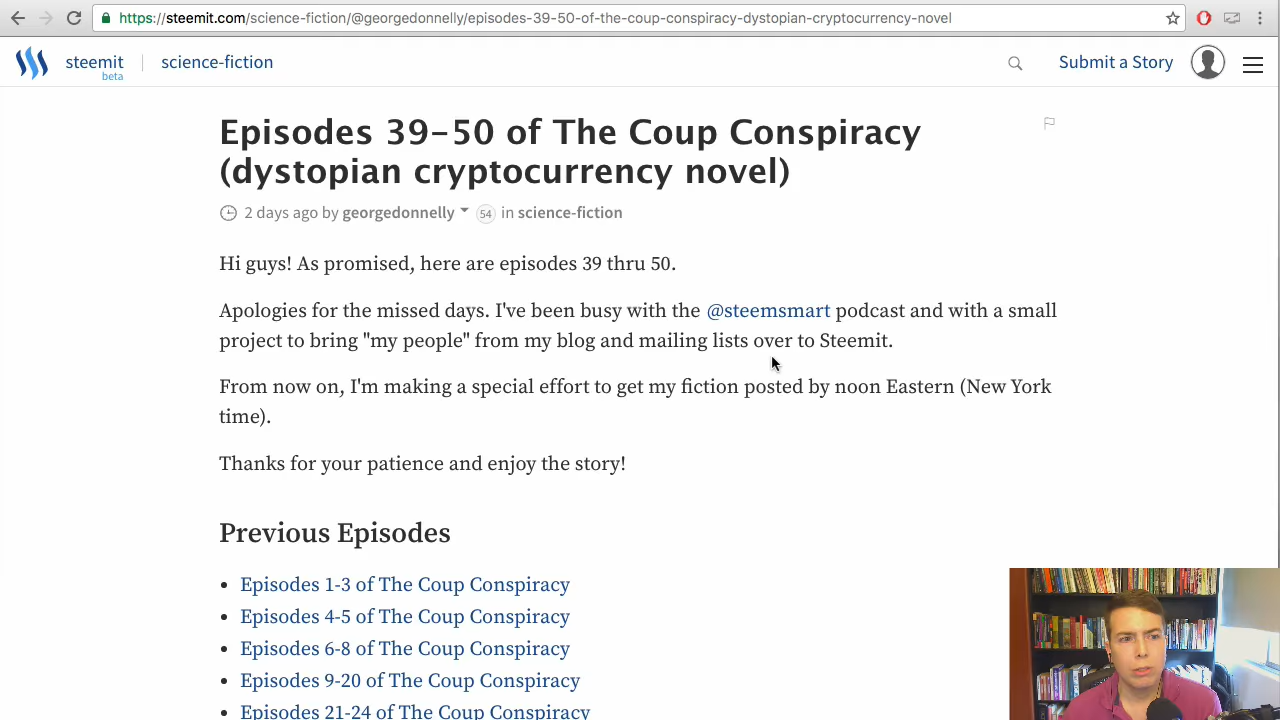 https://steemit.com/science-fiction/@georgedonnelly/episodes-39-50-of-the-coup-conspiracy-dystopian-cryptocurrency-novel
steemit
beta
science-fiction
Submit a Story
Episodes 39-50 of The Coup Conspiracy
(dystopian cryptocurrency novel)
2 days ago by georgedonnelly 54 in science-fiction
Hi guys! As promised, here are episodes 39 thru 50.
Apologies for the missed days. I've been busy with the @steemsmart podcast and with a small
project to bring "my people" from my blog and mailing lists over to Steemit.
From now on, I'm making a special effort to get my fiction posted by noon Eastern (New York
time).
Thanks for your patience and enjoy the story!
Previous Episodes
• Episodes 1-3 of The Coup Conspiracy
• Episodes 4-5 of The Coup Conspiracy
• Episodes 6-8 of The Coup Conspiracy
• Episodes 9-20 of The Coup Conspiracy
• Episodes 21-24 of The Coup Conspiracy